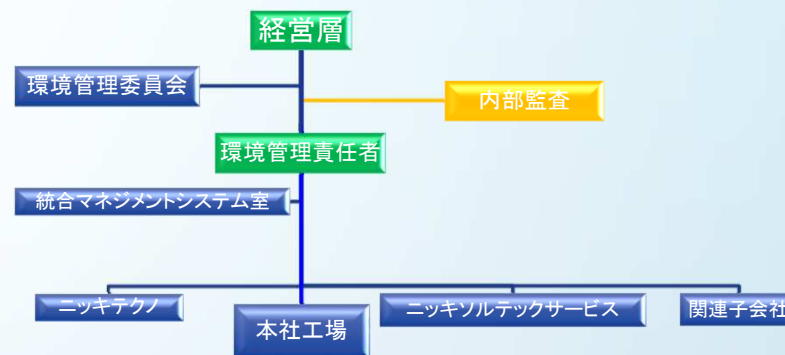 経営層
環境管理委員会
内部監査
環境管理責任者
統合マネジメントシステム室
ニッキテクノ
本社工場
ニッキソルテックサービス
関連子会社